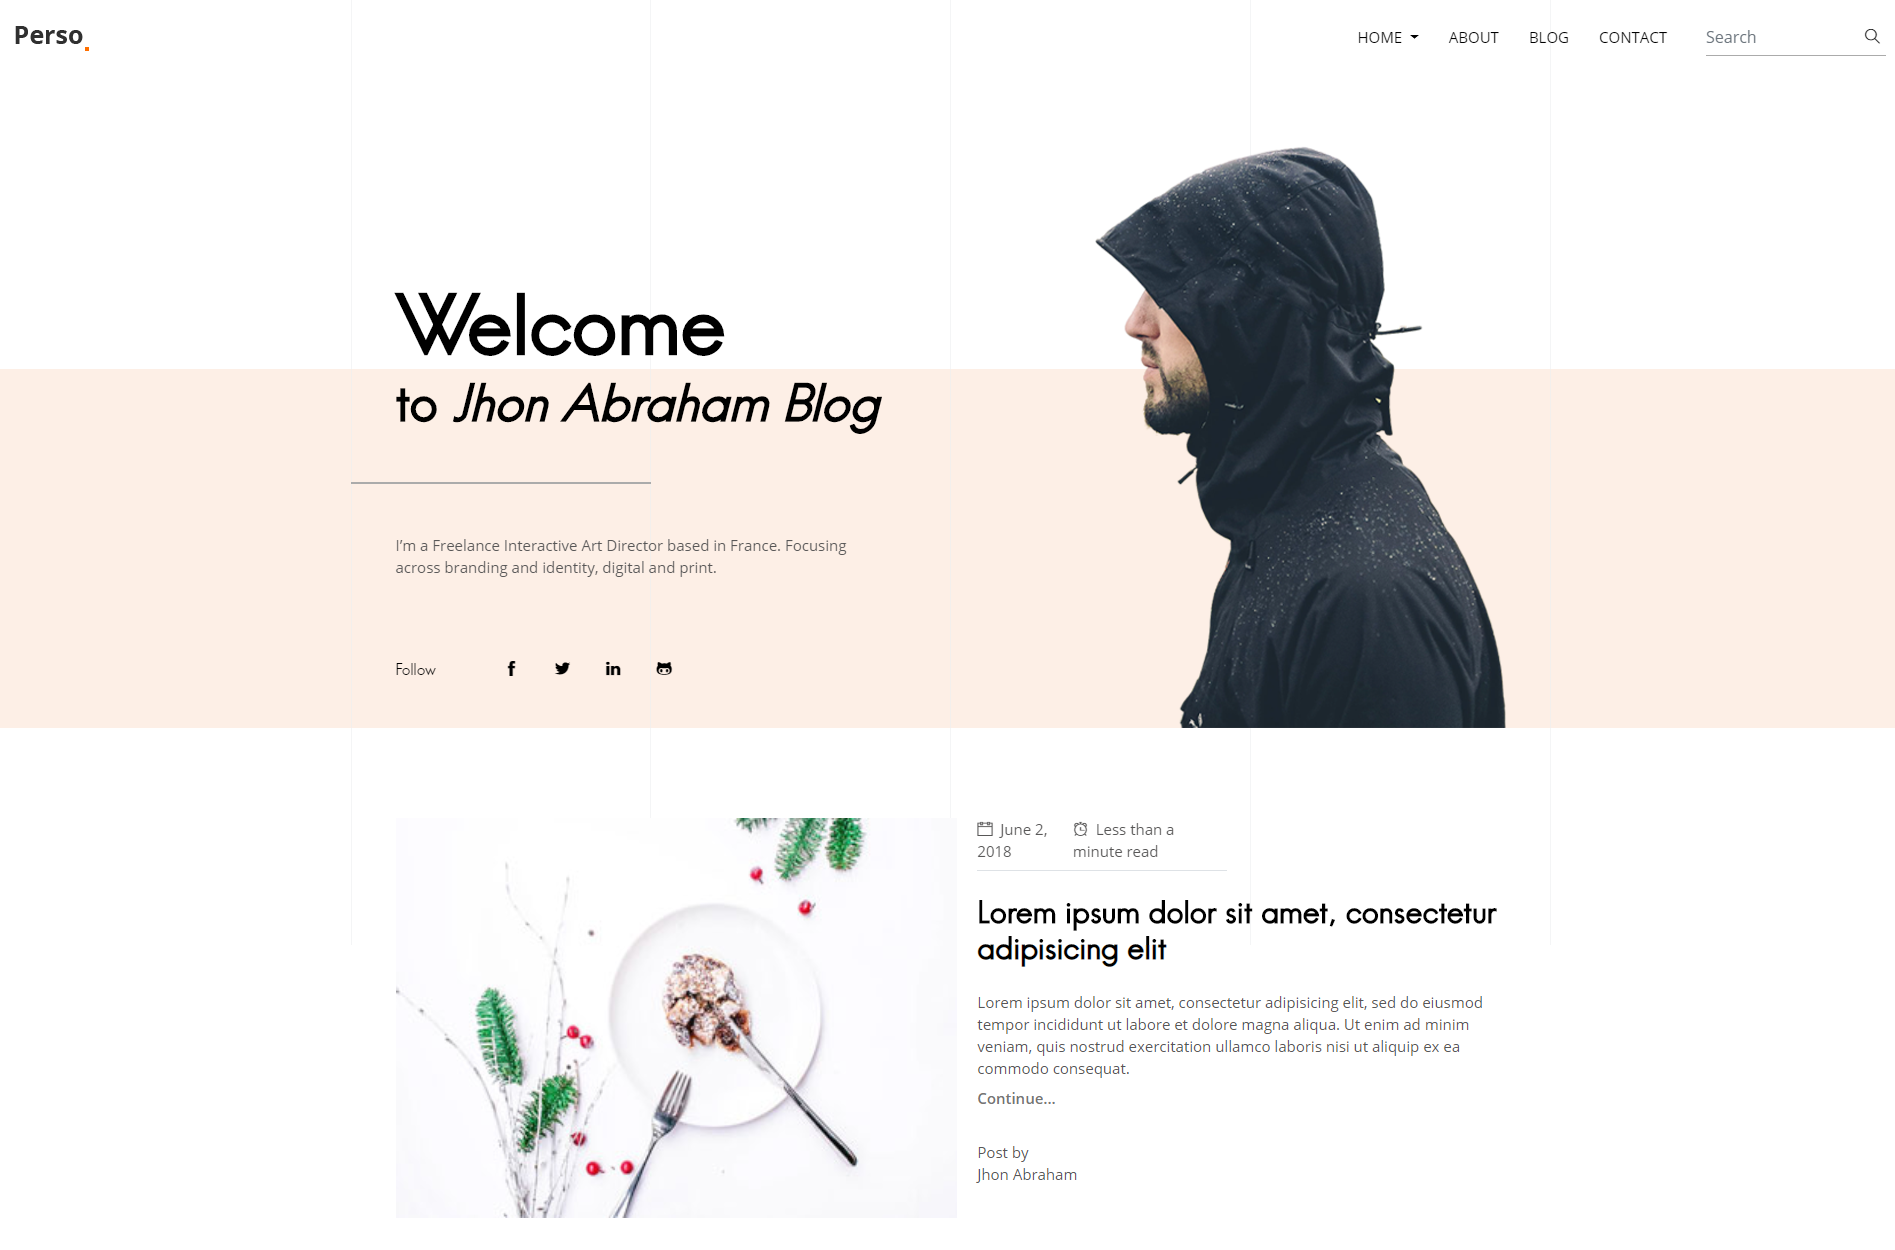 Perso.
HOME ABOUT BLOG CONTACT Search
Welcome
to Jhon Abraham Blog
I’m a Freelance Interactive Art Director based in France. Focusing
across branding and identity, digital and print.
Follow
June 2,
2018
Less than a
minute read
Lorem ipsum dolor sit amet, consectetur
adipisicing elit
Lorem ipsum dolor sit amet, consectetur adipisicing elit, sed do eiusmod
tempor incididunt ut labore et dolore magna aliqua. Ut enim ad minim
veniam, quis nostrud exercitation ullamco laboris nisi ut aliquip ex ea
commodo consequat.
Continue...
Post by
Jhon Abraham